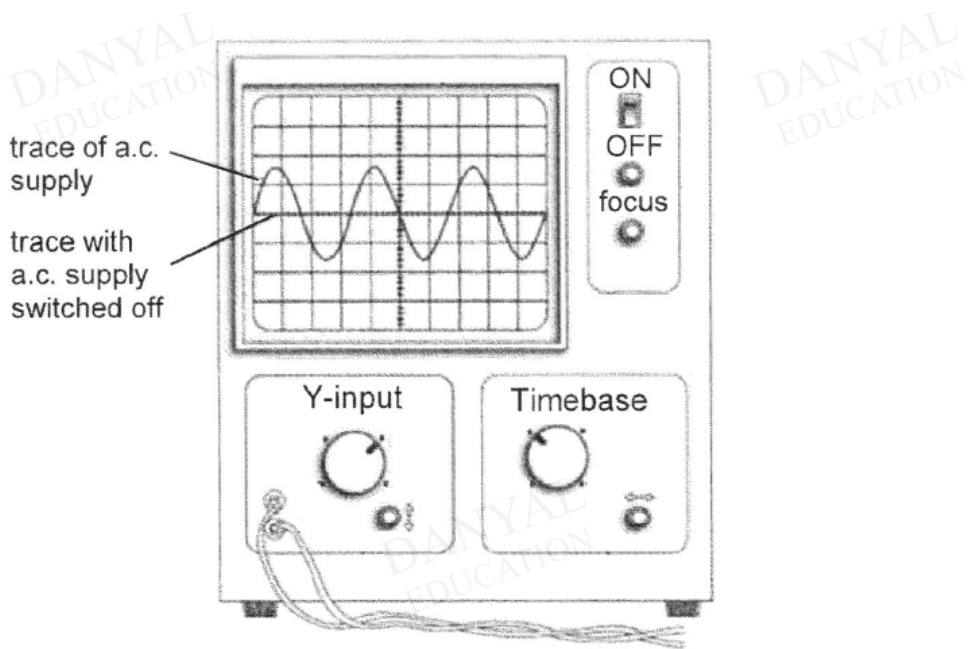 DANYAL
EDUCATION
DANYAL
EDUCATION
ON
OFF
focus
trace of a.c.
supply
trace with
a.c. supply
switched off
Y-input
Timebase
DANYAL
EDUCATION